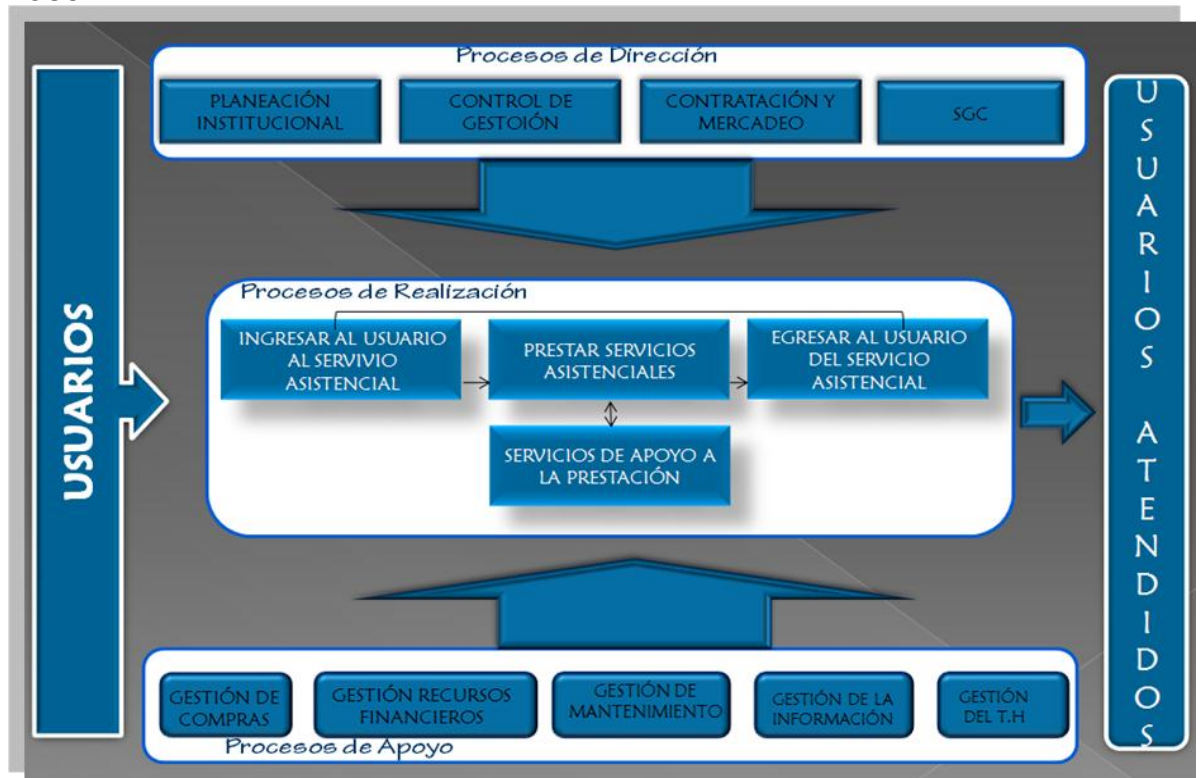 Procesos de Dirección
PLANEACIÓN
INSTITUCIONAL
CONTROL DE
GESTOIÓN
CONTRATACIÓN Y
MERCADEO
SGC
USUARIOS
Procesos de Realización
INGRESAR AL USUARIO
AL SERVIVIO
ASISTENCIAL
PRESTAR SERVICIOS
ASISTENCIALES
EGRESAR AL USUARIO
DEL SERVICIO
ASISTENCIAL
SERVICIOS DE APOYO A
LA PRESTACIÓN
USUARIOS ATENDIDOS
GESTIÓN DE
COMPRAS
GESTIÓN RECURSOS
FINANCIEROS
GESTIÓN DE
MANTENIMIENTO
GESTIÓN DE LA
INFORMACIÓN
GESTIÓN
DEL T.H
Procesos de Apoyo